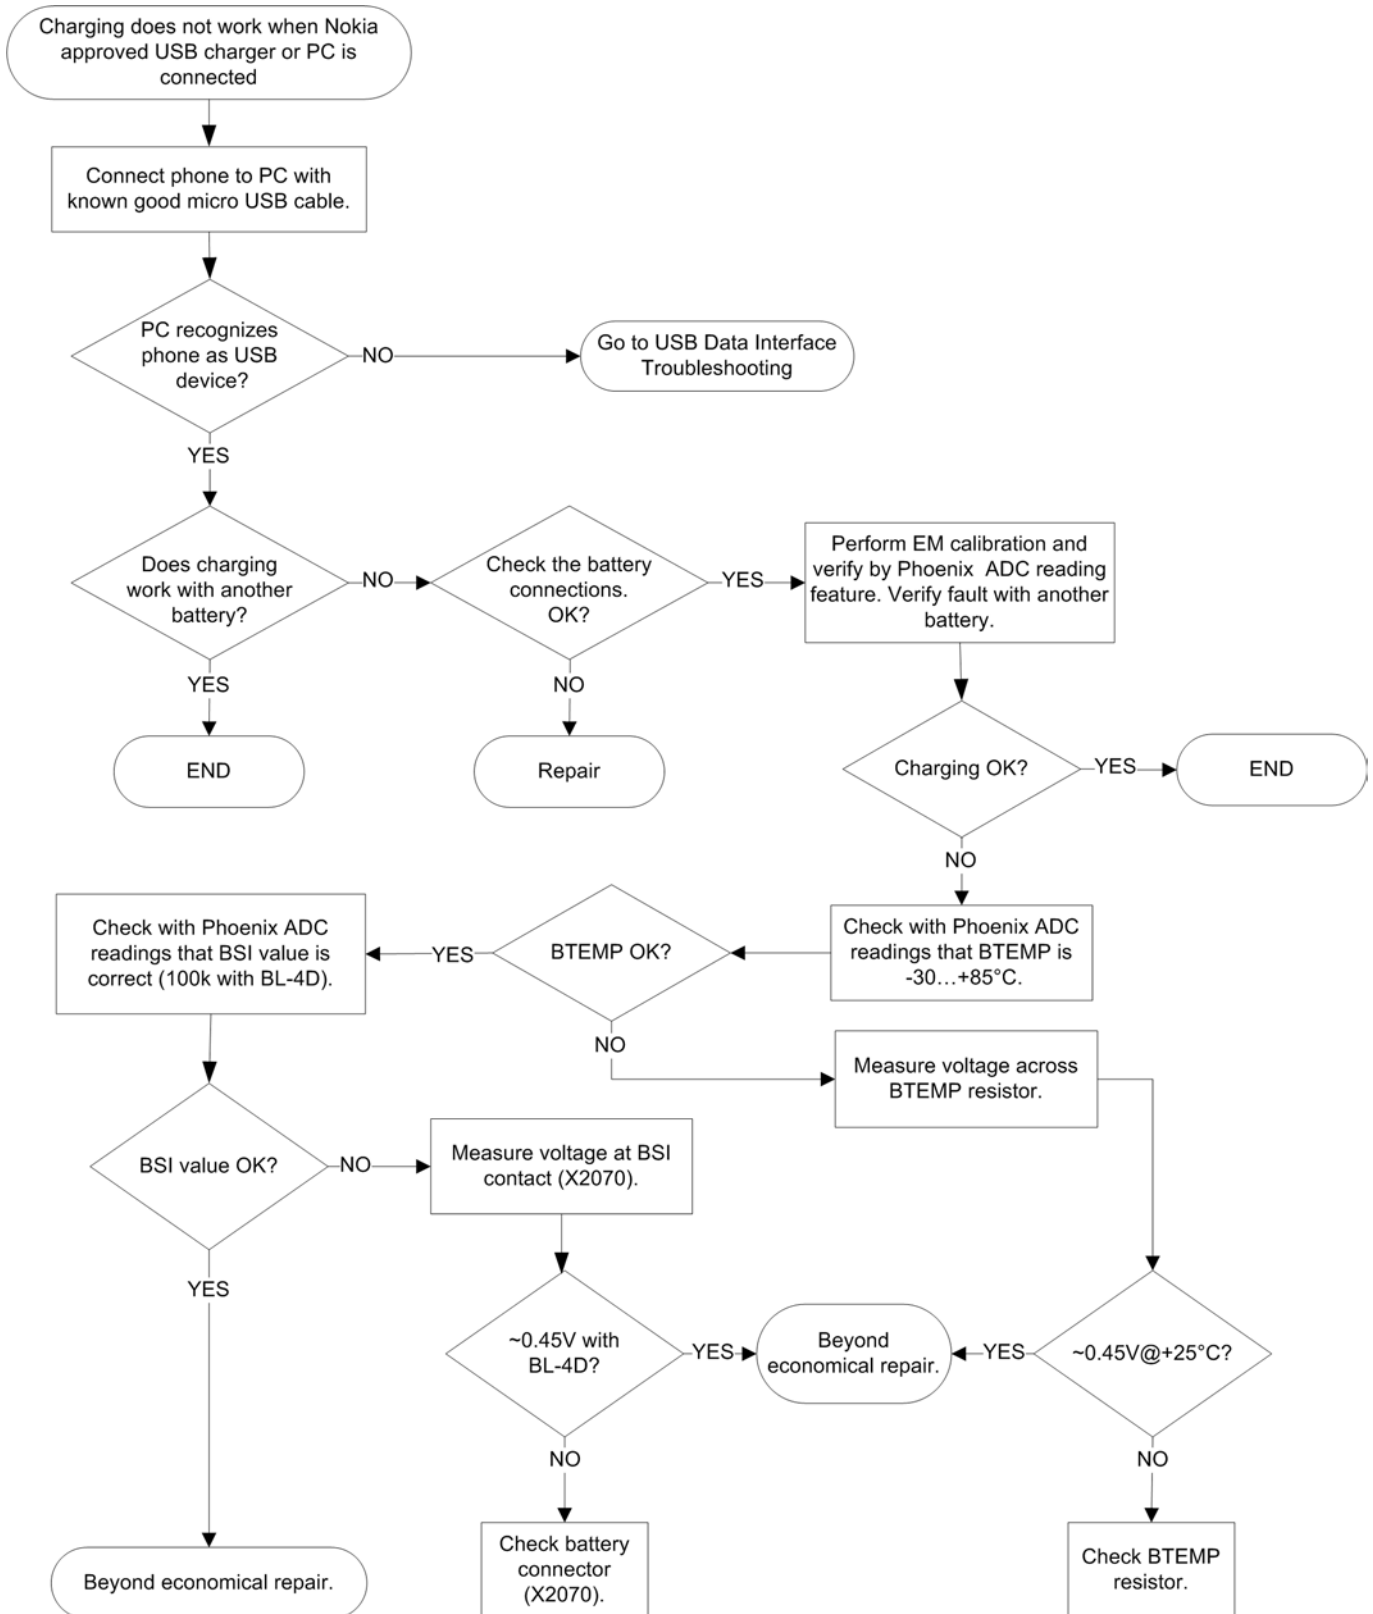 Charging does not work when Nokia
approved USB charger or PC is
connected
Connect phone to PC with
known good micro USB cable.
PC recognizes
phone as USB
device?
NO
Go to USB Data Interface
Troubleshooting
YES
Does charging
work with another
battery?
NO
Check the battery
connections.
OK?
YES
Perform EM calibration and
verify by Phoenix ADC reading
feature. Verify fault with another
battery.
YES
NO
END
Repair
Charging OK?
YES
END
NO
Check with Phoenix ADC
readings that BTEMP is
-30…+85°C.
BTEMP OK?
YES
Check with Phoenix ADC
readings that BSI value is
correct (100k with BL-4D).
NO
Measure voltage across
BTEMP resistor.
BSI value OK?
NO
Measure voltage at BSI
contact (X2070).
YES
~0.45V with
BL-4D?
YES
Beyond
economical repair.
YES
~0.45V@+25°C?
NO
NO
Beyond economical repair.
Check battery
connector
(X2070).
Check BTEMP
resistor.